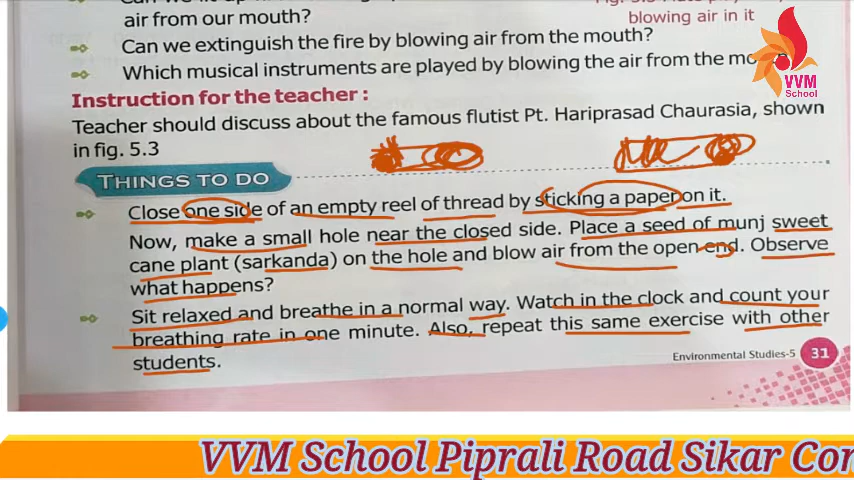 air from our mouth?
blowing air in it
Can we extinguish the fire by blowing air from the mouth?
Which musical instruments are played by blowing the air from the
VVM
School
Instruction for the teacher :
Teacher should discuss about the famous flutist Pt. Hariprasad Chaurasia, shown
in fig. 5.3
THINGS TO DO
Close one side of an empty reel of thread by sticking a paper on it.
Now, make a small hole near the closed side. Place a seed of munj sweet
cane plant (sarkanda) on the hole and blow air from the open end. Observe
what happens?
Sit relaxed and breathe in a normal way. Watch in the clock and count your
breathing rate in one minute. Also, repeat this same exercise with other
students.
Environmental Studies-5 31
VVM School Piprali Road Sikar